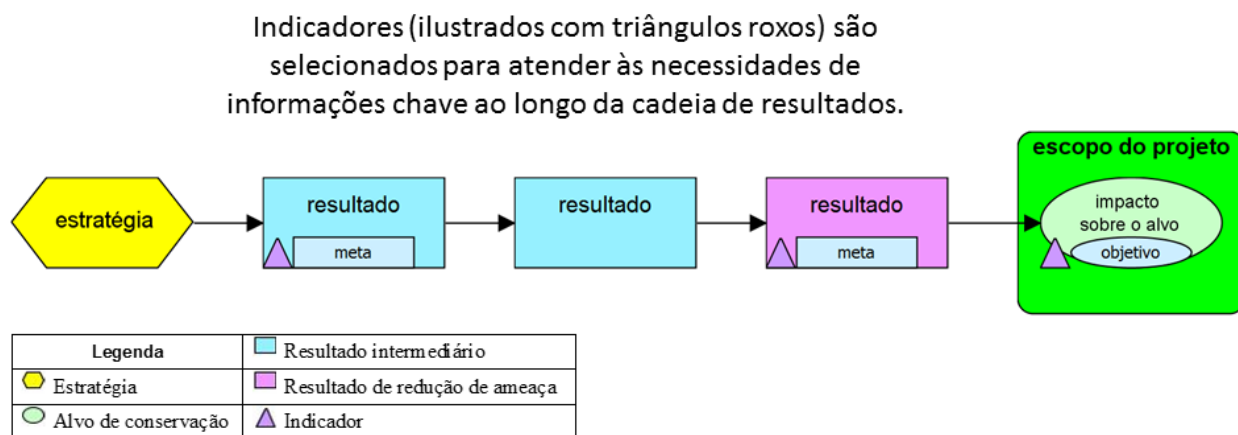 Indicadores (ilustrados com triângulos roxos) são
selecionados para atender às necessidades de
informações chave ao longo da cadeia de resultados.
escopo do projeto
estratégia
resultado
meta
resultado
resultado
meta
impacto
sobre o alvo
objetivo
Legenda
Resultado intermediário
Estratégia
Resultado de redução de ameaça
Alvo de conservação
Indicador